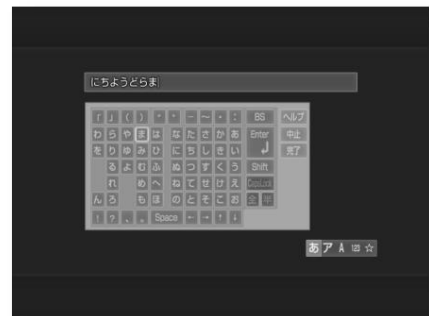 にちようどらま
「 」 ( ) ゛ ゜ - ~ ・ : BS ヘルプ
わ ら や ま は な た さ か あ Enter 中止
を り ゆ み ひ に ち し き い 完了
る よ む ふ ぬ つ す く う Shift
れ め へ ね て せ け え CapsLock
ん ろ も ほ の と そ こ お 全 半
! ? 、 。 Space ← → ↑ ↓
あ ア A ☆